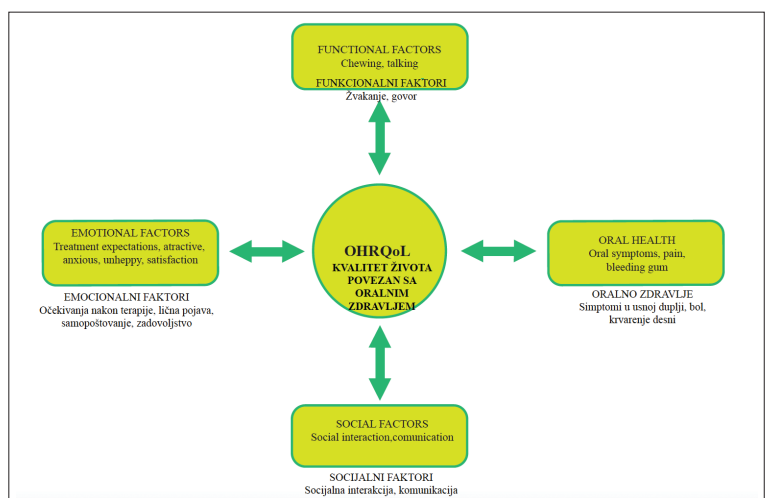 FUNCTIONAL FACTORS
Chewing, talking
FUNKCIONALNI FAKTORI
Žvakanje, govor
EMOTIONAL FACTORS
Treatment expectations, atractive,
anxious, unheppy, satisfaction
EMOCIONALNI FAKTORI
Očekivanja nakon terapije, lična pojava,
samopoštovanje, zadovoljstvo
OHRQoL
KVALITET ŽIVOTA
POVEZAN SA
ORALNIM
ZDRAVLJEM
ORAL HEALTH
Oral symptoms, pain,
bleeding gum
ORALNO ZDRAVLJE
Simptomi u usnoj duplji, bol,
krvarenje desni
SOCIAL FACTORS
Social interaction,comunication
SOCIJALNI FAKTORI
Socijalna interakcija, komunikacija